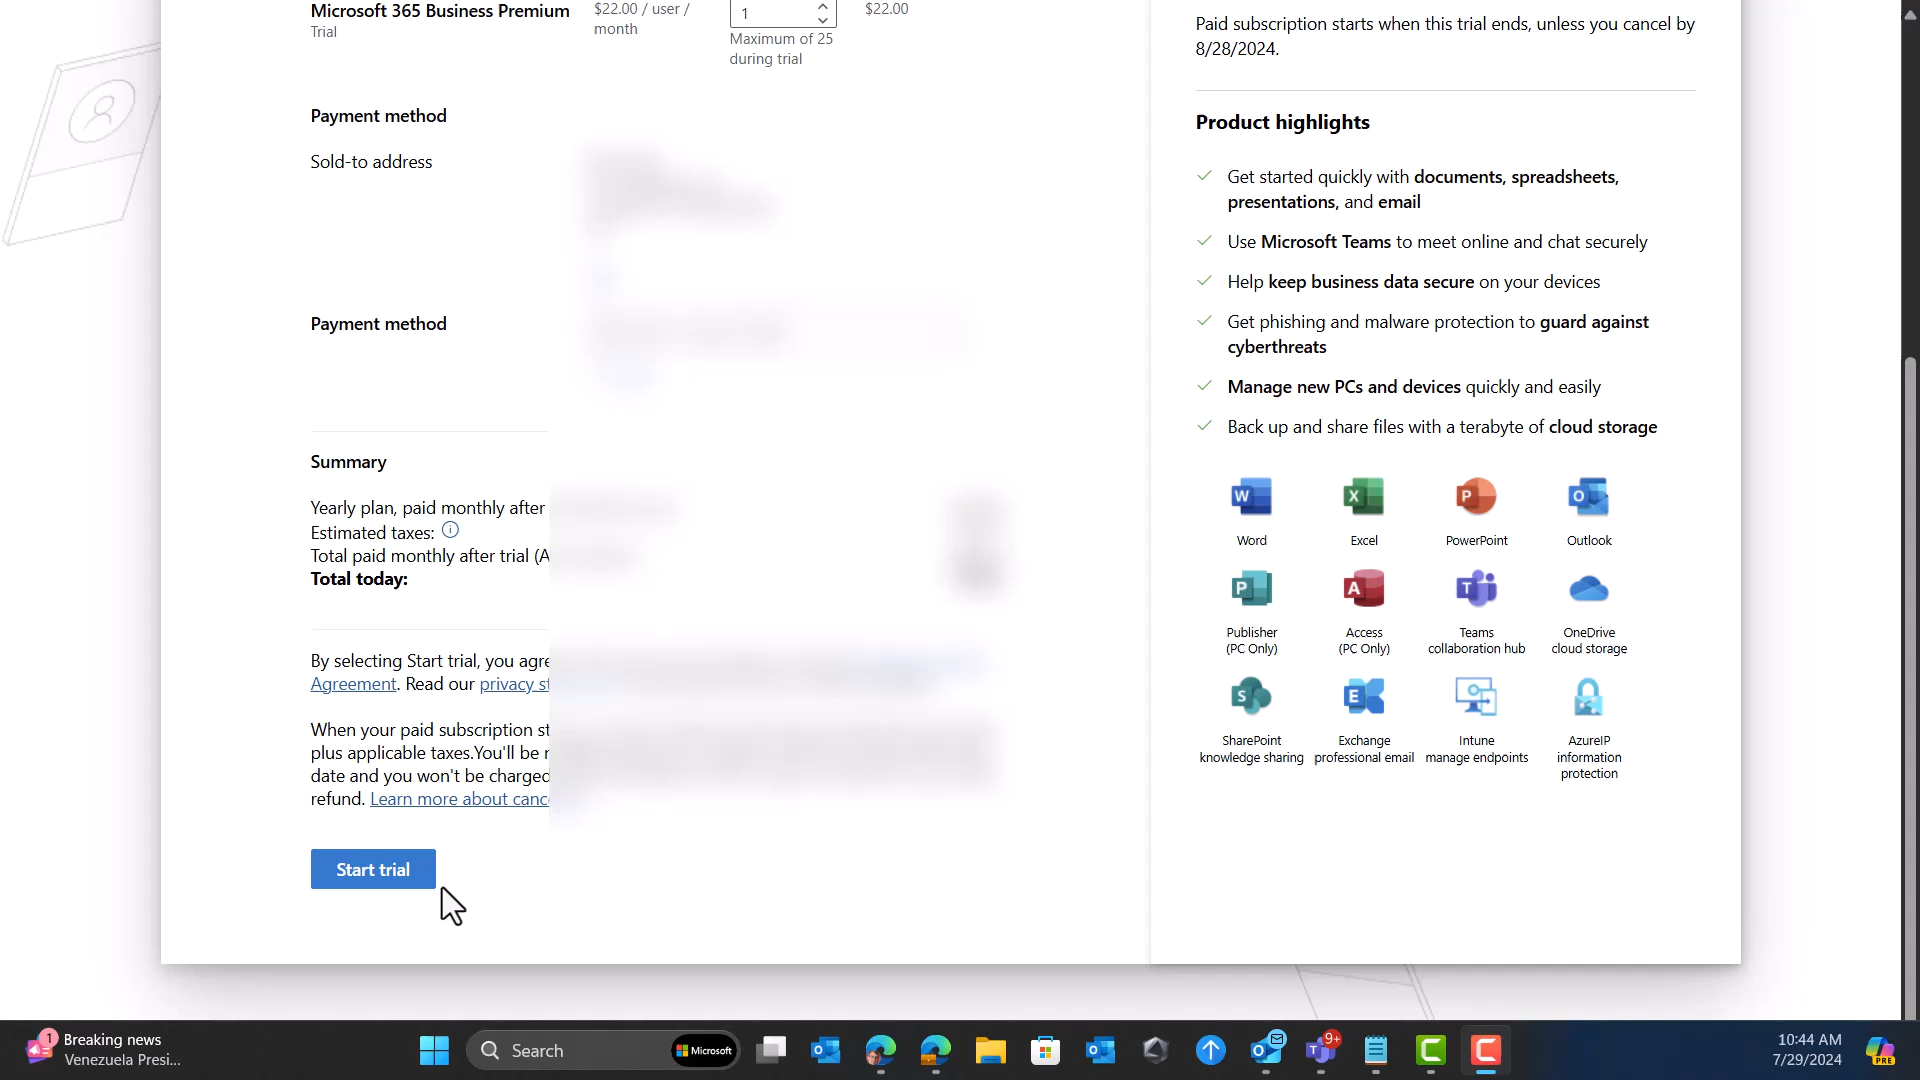 Microsoft 365 Business Premium
Trial
$22.00 / user /
month
1
Maximum of 25
during trial
$22.00
Payment method
Sold-to address
Payment method
Summary
Yearly plan, paid monthly after
Estimated taxes:
Total paid monthly after trial (A
Total today:
By selecting Start trial, you agre
Agreement. Read our privacy st
When your paid subscription st
plus applicable taxes.You'll be r
date and you won't be charged
refund. Learn more about canc
Start trial
Paid subscription starts when this trial ends, unless you cancel by
8/28/2024.
Product highlights
Get started quickly with documents, spreadsheets,
presentations, and email
Use Microsoft Teams to meet online and chat securely
Help keep business data secure on your devices
Get phishing and malware protection to guard against
cyberthreats
Manage new PCs and devices quickly and easily
Back up and share files with a terabyte of cloud storage
Word
Excel
PowerPoint
Outlook
Publisher
(PC Only)
Access
(PC Only)
Teams
collaboration hub
OneDrive
cloud storage
SharePoint
knowledge sharing
Exchange
professional email
Intune
manage endpoints
AzureIP
information
protection
1
Breaking news
Venezuela Presi...
Search
Microsoft
9+
10:44 AM
7/29/2024
PRE